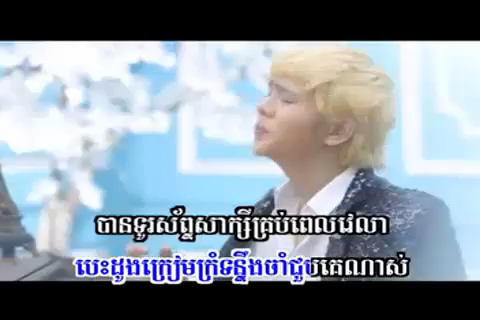 បានទូរស័ព្ទសាក្សីគ្រប់ពេលវេលា
បេះដូងក្រៀមក្រំទន្ទឹងចាំជួបគេណាស់